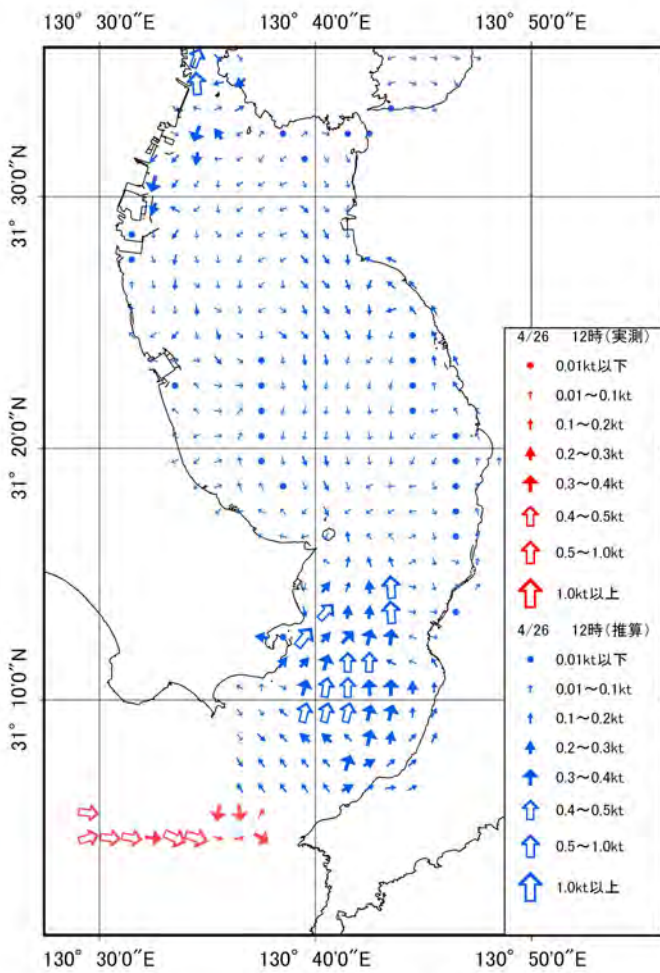 130° 30′0″E 130° 40′0″E 130° 50′0″E
31° 30′0″N
31° 20′0″N
31° 10′0″N
4/26 12時(実測)
0.01kt以下
0.01～0.1kt
0.1～0.2kt
0.2～0.3kt
0.3～0.4kt
0.4～0.5kt
0.5～1.0kt
1.0kt以上
4/26 12時(推算)
0.01kt以下
0.01～0.1kt
0.1～0.2kt
0.2～0.3kt
0.3～0.4kt
0.4～0.5kt
0.5～1.0kt
1.0kt以上
130° 30′0″E 130° 40′0″E 130° 50′0″E